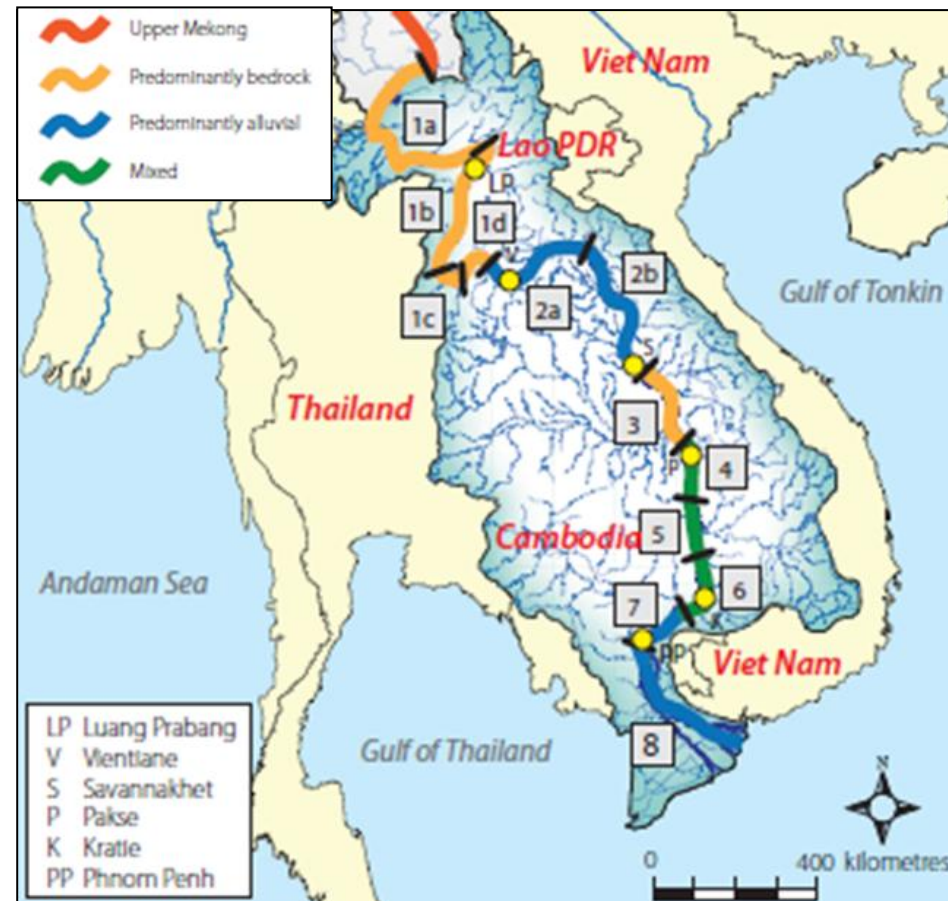 Upper Mekong
Predominantly bedrock
Predominantly alluvial
Mixed
Viet Nam
1a
Lao PDR
LP
1b
1d
V
2b
Gulf of Tonkin
1c
2a
S
Thailand
3
P
4
Cambodia
5
Andaman Sea
7
6
K
PP
Viet Nam
8
Gulf of Thailand
LP Luang Prabang
V Vientiane
S Savannakhet
P Pakse
K Kratie
PP Phnom Penh
N
0 400 kilometres